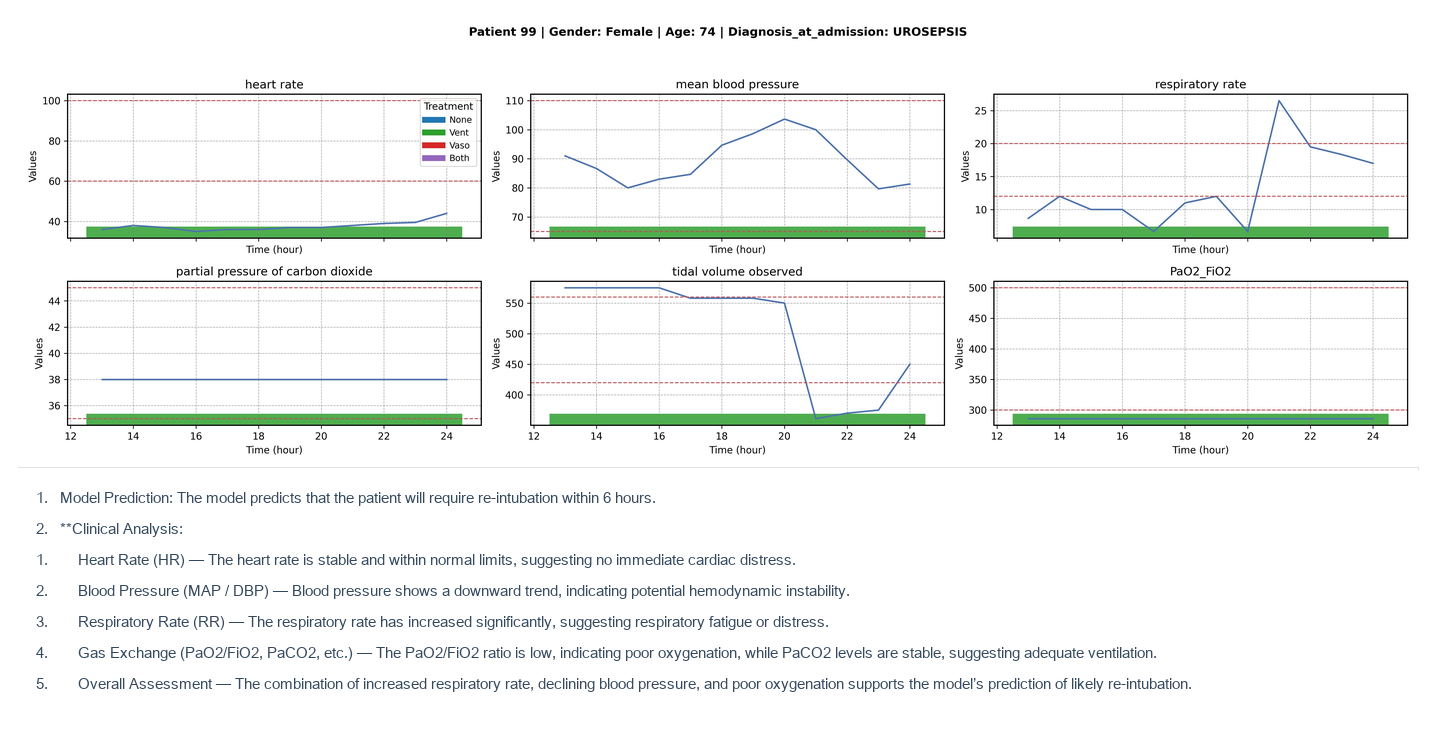 Patient 99 | Gender: Female | Age: 74 | Diagnosis_at_admission: UROSEPSIS
heart rate
Values
100
80
60
40
Treatment
None
Vent
Vaso
Both
Time (hour)
mean blood pressure
Values
110
100
90
80
70
Time (hour)
respiratory rate
Values
25
20
15
10
Time (hour)
partial pressure of carbon dioxide
Values
44
42
40
38
36
12 14 16 18 20 22 24
Time (hour)
tidal volume observed
Values
550
500
450
400
12 14 16 18 20 22 24
Time (hour)
PaO2_FiO2
Values
500
450
400
350
300
12 14 16 18 20 22 24
Time (hour)
1. Model Prediction: The model predicts that the patient will require re-intubation within 6 hours.
2. **Clinical Analysis:
1. Heart Rate (HR) — The heart rate is stable and within normal limits, suggesting no immediate cardiac distress.
2. Blood Pressure (MAP / DBP) — Blood pressure shows a downward trend, indicating potential hemodynamic instability.
3. Respiratory Rate (RR) — The respiratory rate has increased significantly, suggesting respiratory fatigue or distress.
4. Gas Exchange (PaO2/FiO2, PaCO2, etc.) — The PaO2/FiO2 ratio is low, indicating poor oxygenation, while PaCO2 levels are stable, suggesting adequate ventilation.
5. Overall Assessment — The combination of increased respiratory rate, declining blood pressure, and poor oxygenation supports the model’s prediction of likely re-intubation.